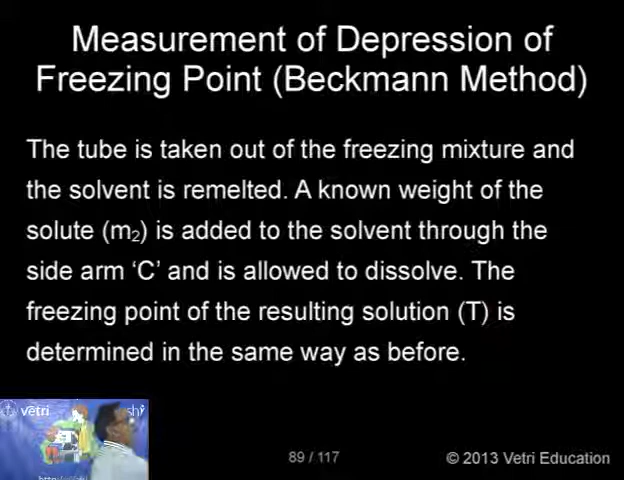 Measurement of Depression of
Freezing Point (Beckmann Method)
The tube is taken out of the freezing mixture and
the solvent is remelted. A known weight of the
solute (m₂) is added to the solvent through the
side arm ‘C’ and is allowed to dissolve. The
freezing point of the resulting solution (T) is
determined in the same way as before.
vetri
89 / 117
© 2013 Vetri Education